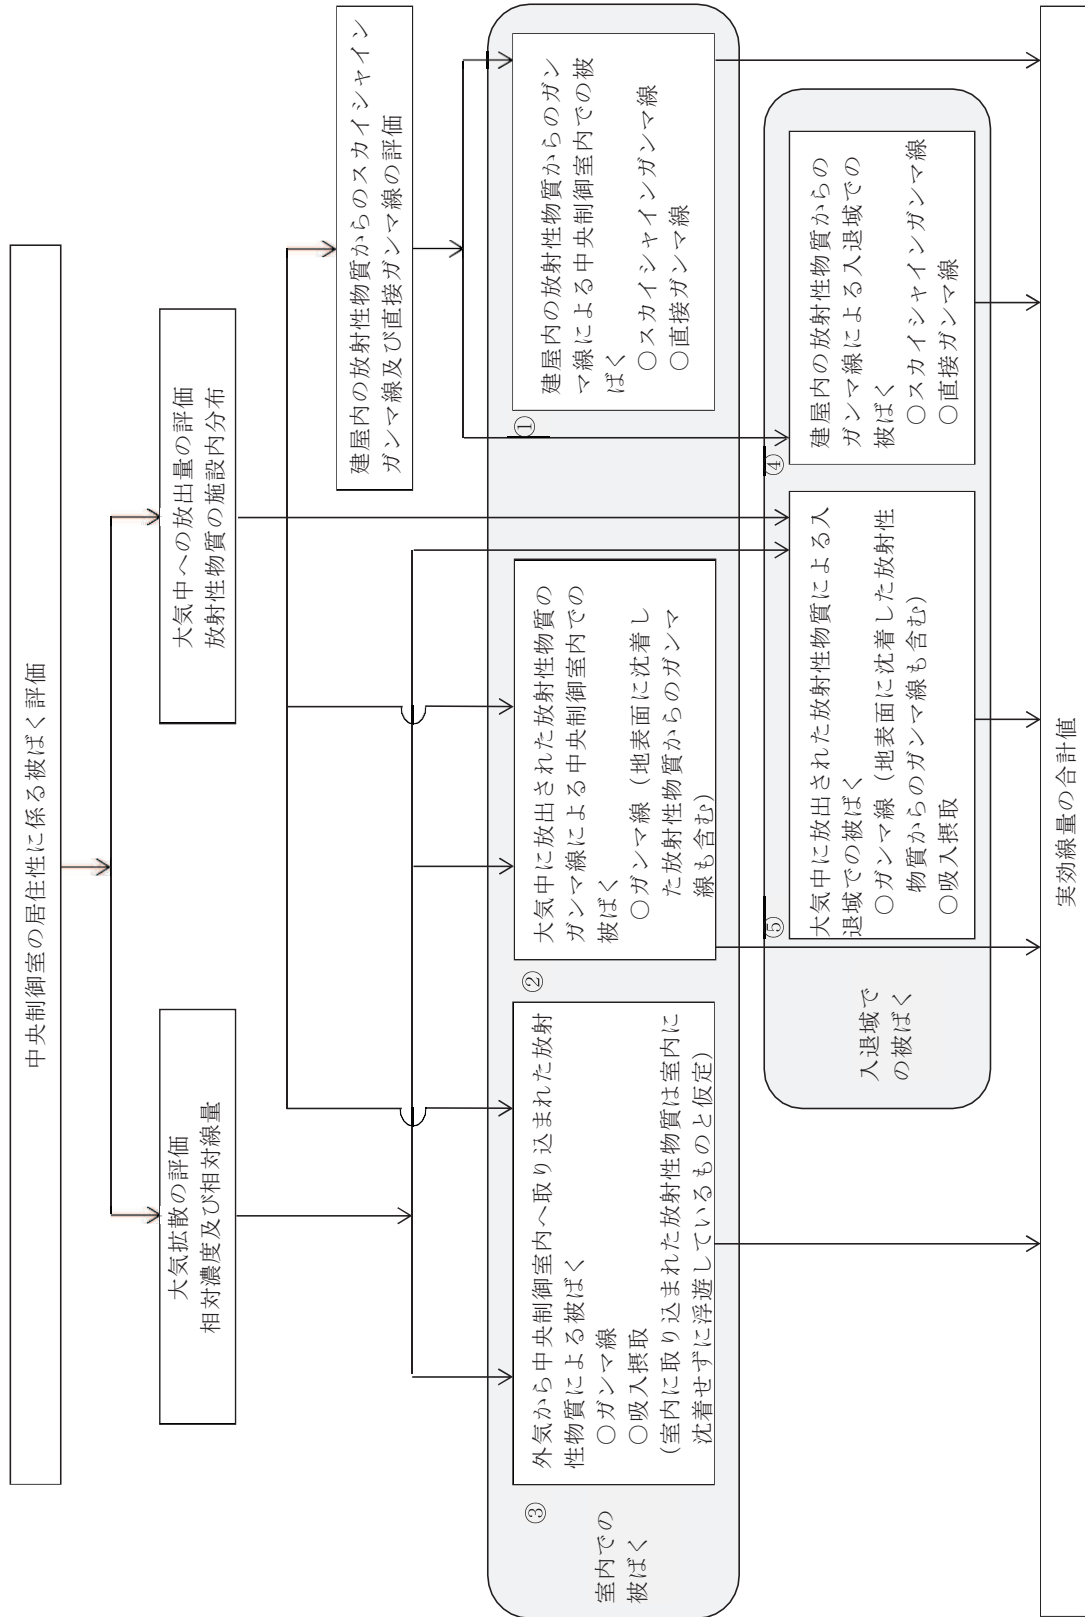 中央制御室の居住性に係る被ばく評価
大気拡散の評価
相対濃度及び相対線量
大気中への放出量の評価
放射性物質の施設内分布
建屋内の放射性物質からのスカイシャイン
ガンマ線及び直接ガンマ線の評価
室内での
被ばく
③
外気から中央制御室内へ取り込まれた放射
性物質による被ばく
○ガンマ線
○吸入摂取
(室内に取り込まれた放射性物質は室内に
沈着せずに浮遊しているものと仮定)
②
大気中に放出された放射性物質の
ガンマ線による中央制御室内での
被ばく
○ガンマ線（地表面に沈着し
た放射性物質からのガンマ
線も含む）
①
建屋内の放射性物質からのガン
マ線による中央制御室内での被
ばく
○スカイシャインガンマ線
○直接ガンマ線
入退域で
の被ばく
⑤
大気中に放出された放射性物質による入
退域での被ばく
○ガンマ線（地表面に沈着した放射性
物質からのガンマ線も含む）
○吸入摂取
④
建屋内の放射性物質からの
ガンマ線による入退域での
被ばく
○スカイシャインガンマ線
○直接ガンマ線
実効線量の合計値